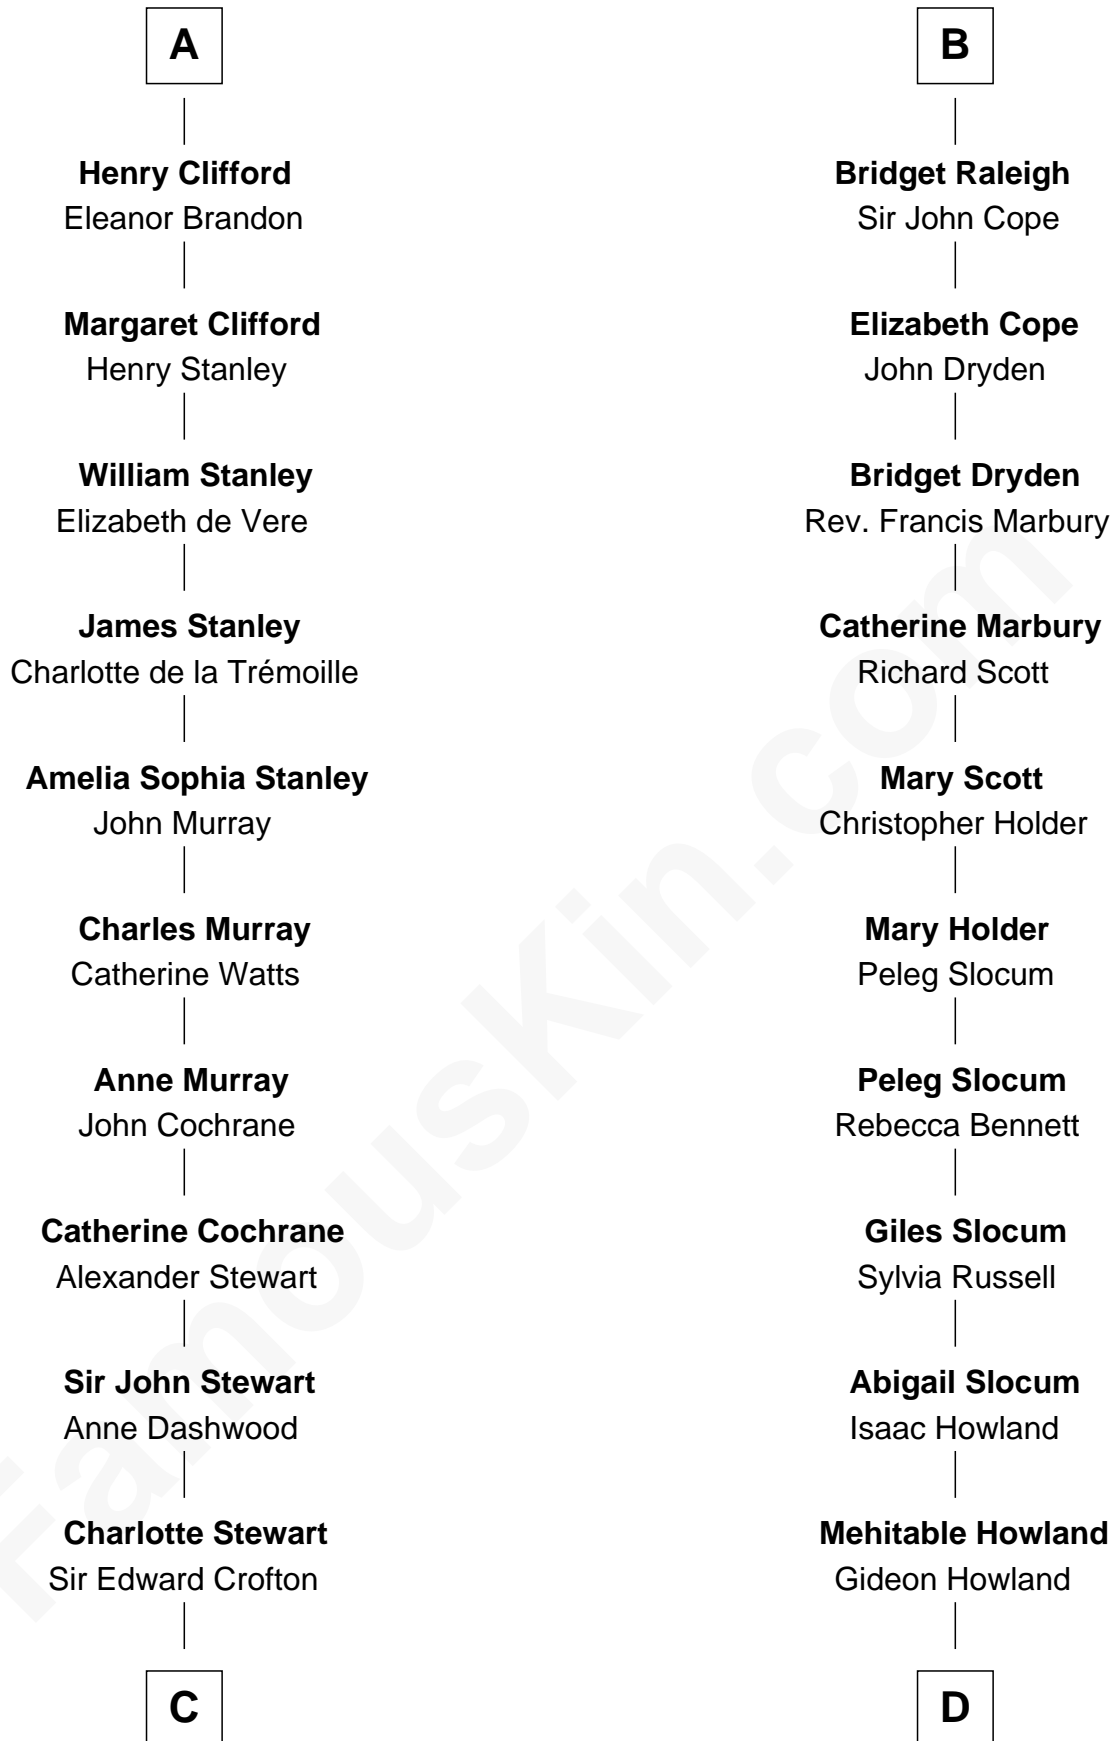 A
Henry Clifford
Eleanor Brandon
Margaret Clifford
Henry Stanley
William Stanley
Elizabeth de Vere
James Stanley
Charlotte de la Trémoille
Amelia Sophia Stanley
John Murray
Charles Murray
Catherine Watts
Anne Murray
John Cochrane
Catherine Cochrane
Alexander Stewart
Sir John Stewart
Anne Dashwood
Charlotte Stewart
Sir Edward Crofton
C
B
Bridget Raleigh
Sir John Cope
Elizabeth Cope
John Dryden
Bridget Dryden
Rev. Francis Marbury
Catherine Marbury
Richard Scott
Mary Scott
Christopher Holder
Mary Holder
Peleg Slocum
Peleg Slocum
Rebecca Bennett
Giles Slocum
Sylvia Russell
Abigail Slocum
Isaac Howland
Mehitable Howland
Gideon Howland
D
FamousKin.com